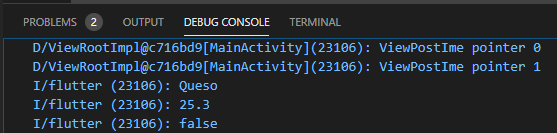 PROBLEMS 2 OUTPUT DEBUG CONSOLE TERMINAL
D/ViewRootImpl@c716bd9[MainActivity](23106): ViewPostIme pointer 0
D/ViewRootImpl@c716bd9[MainActivity](23106): ViewPostIme pointer 1
I/flutter (23106): Queso
I/flutter (23106): 25.3
I/flutter (23106): false